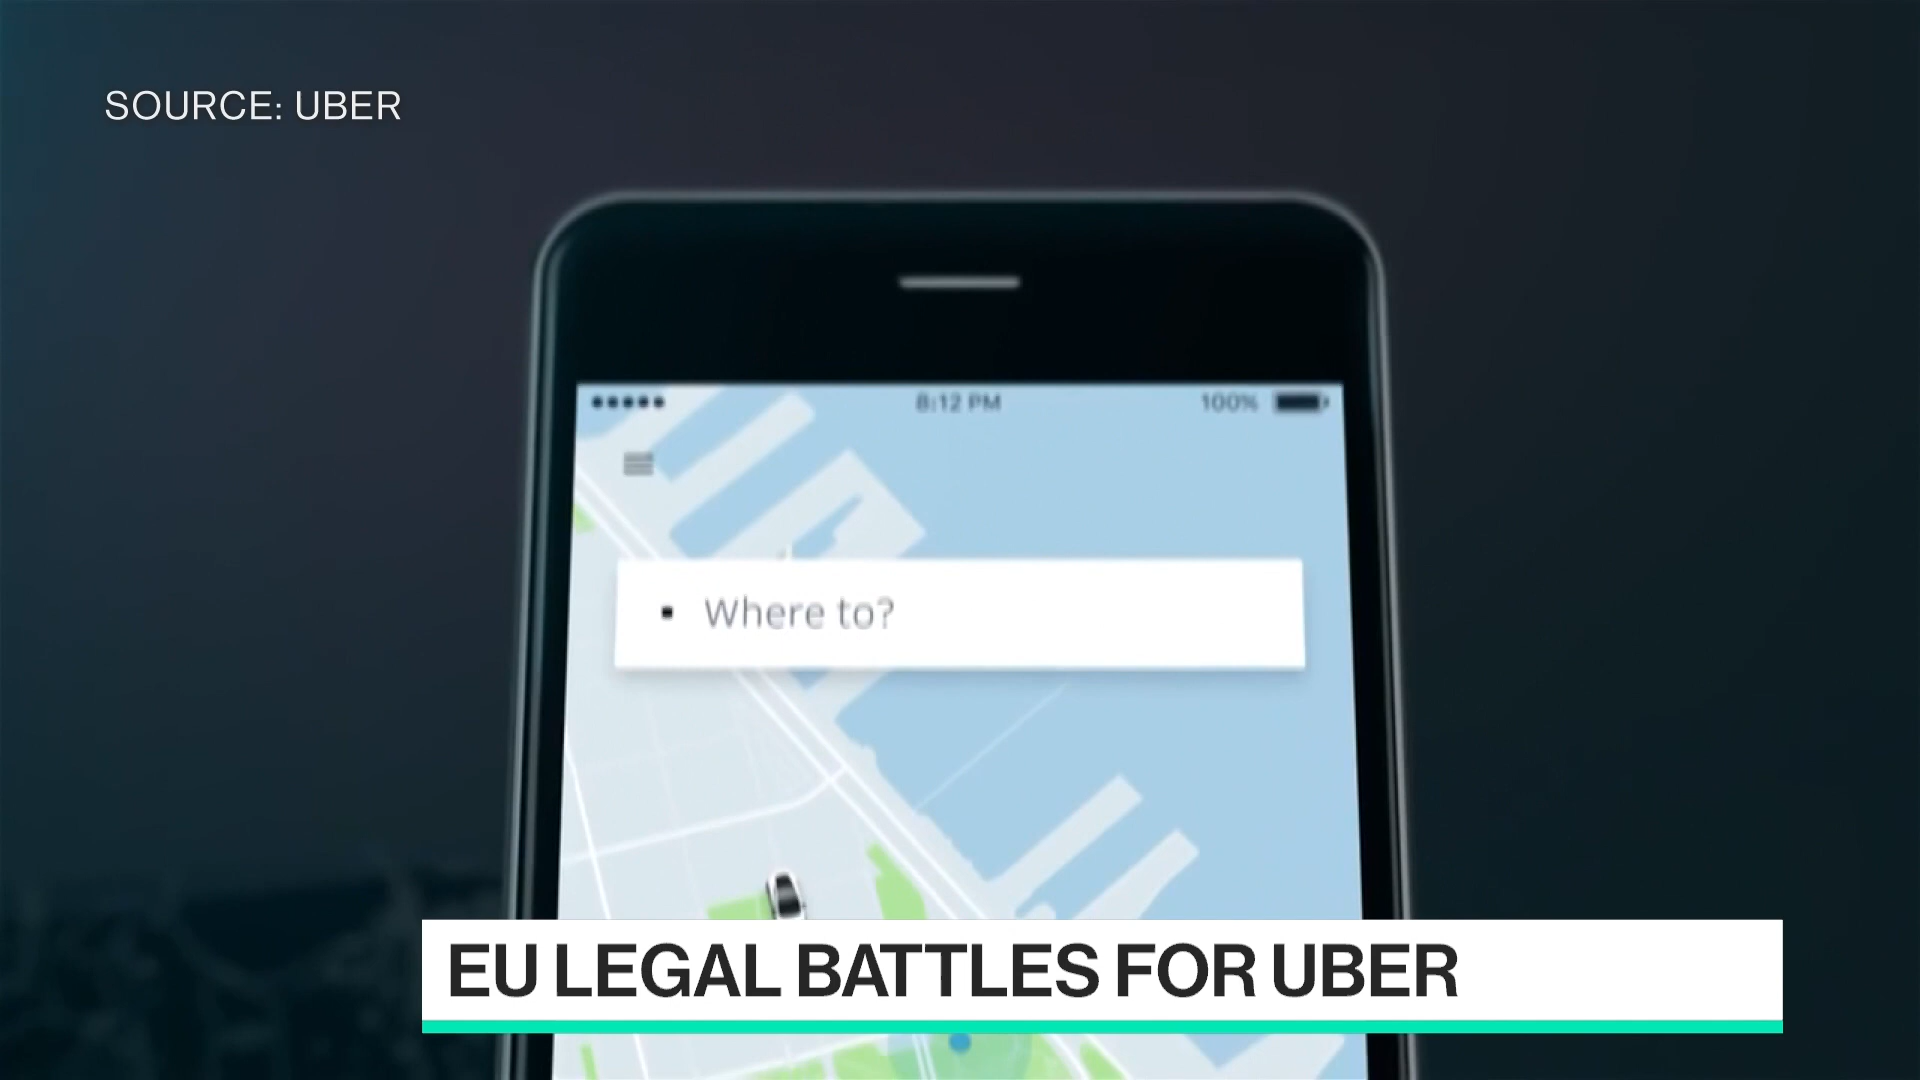 SOURCE: UBER
8:12 PM 100%
Where to?
EU LEGAL BATTLES FOR UBER